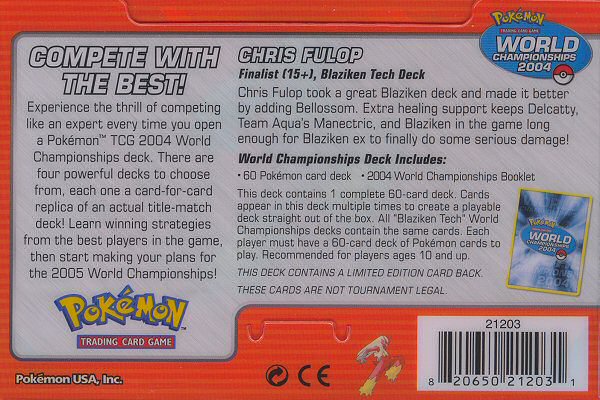 COMPETE WITH
THE BEST!
Experience the thrill of competing
like an expert every time you
open a Pokémon™ TCG 2004 World
Championships deck. There are
four powerful decks to choose
from, each one a card-for-card
replica of an actual title-match
deck! Learn winning strategies
from the best players in the game,
then start making your plans for
the 2005 World Championships!
POKéMON™
TRADING CARD GAME
Pokémon USA, Inc.
POKéMON
TRADING CARD GAME
WORLD
CHAMPIONSHIPS
2004
CHRIS FULOP
Finalist (15+), Blaziken Tech Deck
Chris Fulop took a great Blaziken deck and made it better
by adding Bellossom. Extra healing support keeps Delcatty,
Team Aqua's Manectric, and Blaziken in the game long
enough for Blaziken ex to finally do some serious damage!
World Championships Deck Includes:
• 60 Pokémon card deck • 2004 World Championships Booklet
This deck contains 1 complete 60-card deck. Cards
appear in this deck multiple times to create a playable
deck straight out of the box. All "Blaziken Tech" World
Championships decks contain the same cards. Each
player must have a 60-card deck of Pokémon cards to
play. Recommended for players ages 10 and up.
THIS DECK CONTAINS A LIMITED EDITION CARD BACK.
THESE CARDS ARE NOT TOURNAMENT LEGAL.
POKéMON
WORLD
CHAMPIONSHIPS
2004
0-3
CE
21203
8 20650 21203 1